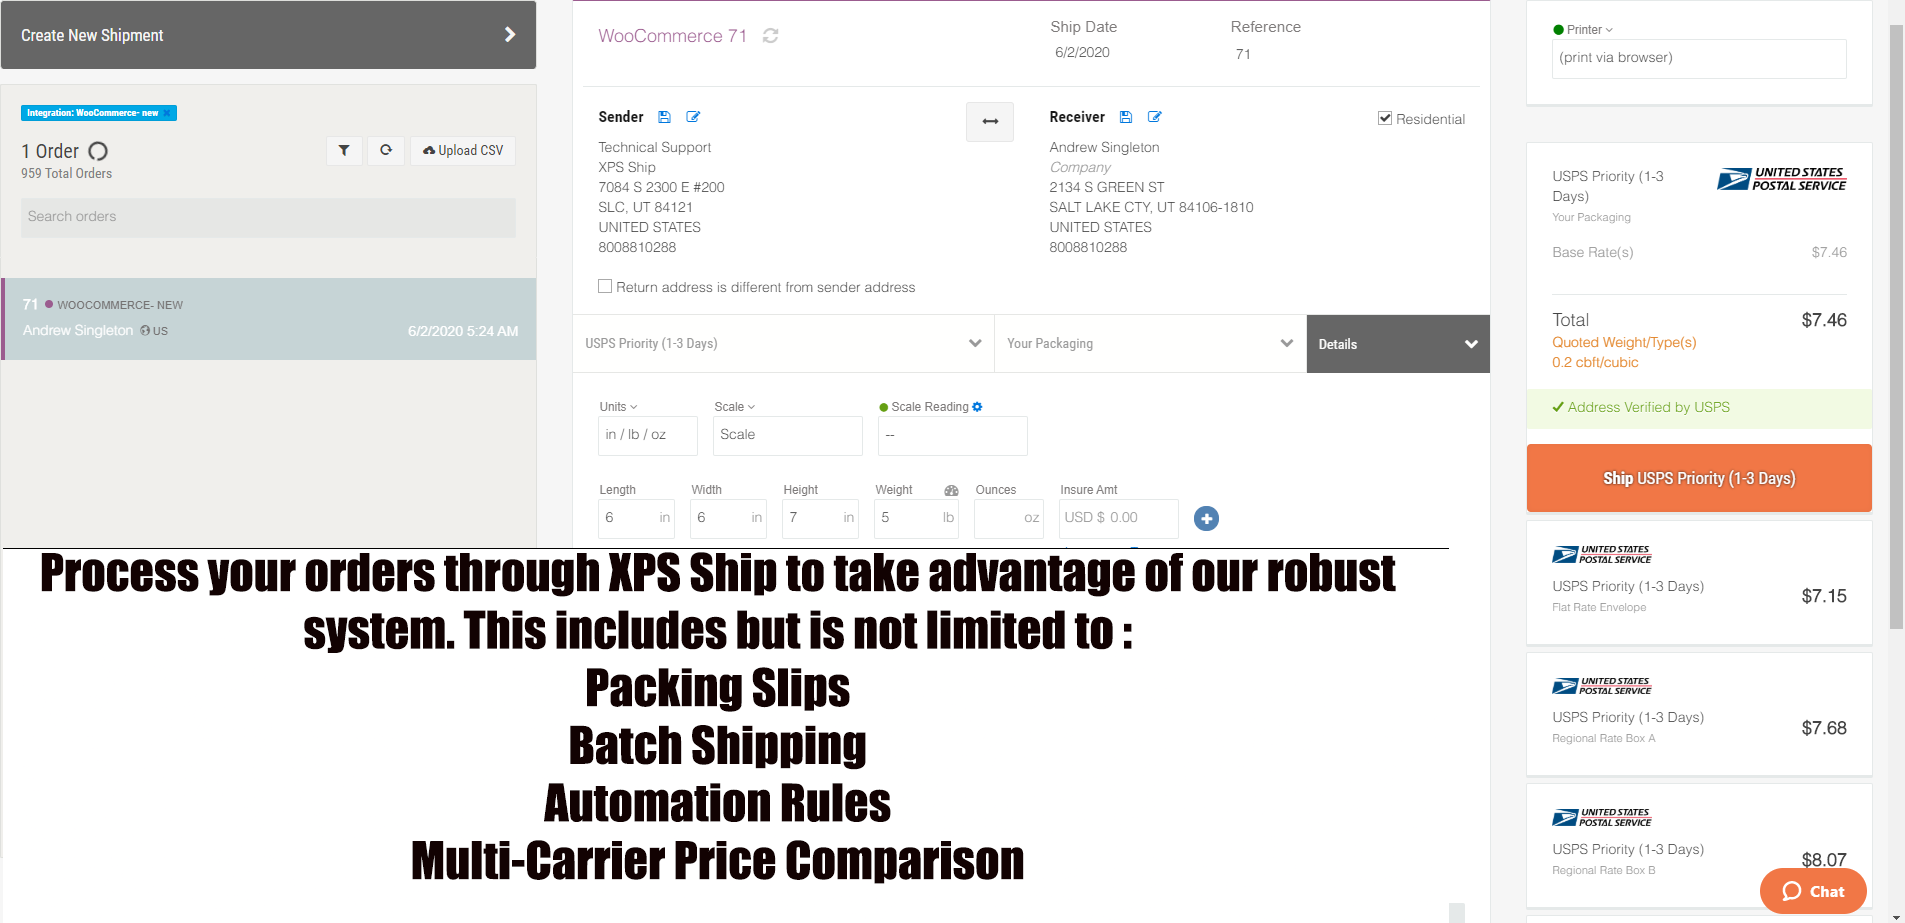 Create New Shipment
Integration: WooCommerce- new ×
1 Order
959 Total Orders
Upload CSV
Search orders
71 WOOCOMMERCE- NEW
Andrew Singleton US 6/2/2020 5:24 AM
WooCommerce 71
Ship Date
6/2/2020
Reference
71
Sender
Technical Support
XPS Ship
7084 S 2300 E #200
SLC, UT 84121
UNITED STATES
8008810288
Receiver
Residential
Andrew Singleton
Company
2134 S GREEN ST
SALT LAKE CTY, UT 84106-1810
UNITED STATES
8008810288
Return address is different from sender address
USPS Priority (1-3 Days)
Your Packaging
Details
Units
in / lb / oz
Scale
Scale
Scale Reading
--
Length
6 in
Width
6 in
Height
7 in
Weight
5 lb
Ounces
oz
Insure Amt
USD $ 0.00
Process your orders through XPS Ship to take advantage of our robust
system. This includes but is not limited to :
Packing Slips
Batch Shipping
Automation Rules
Multi-Carrier Price Comparison
Printer
(print via browser)
USPS Priority (1-3
Days)
Your Packaging
UNITED STATES
POSTAL SERVICE
Base Rate(s) $7.46
Total $7.46
Quoted Weight/Type(s)
0.2 cbft/cubic
Address Verified by USPS
Ship USPS Priority (1-3 Days)
UNITED STATES
POSTAL SERVICE
USPS Priority (1-3 Days)
Flat Rate Envelope
$7.15
UNITED STATES
POSTAL SERVICE
USPS Priority (1-3 Days)
Regional Rate Box A
$7.68
UNITED STATES
POSTAL SERVICE
USPS Priority (1-3 Days)
Regional Rate Box B
$8.07
Chat